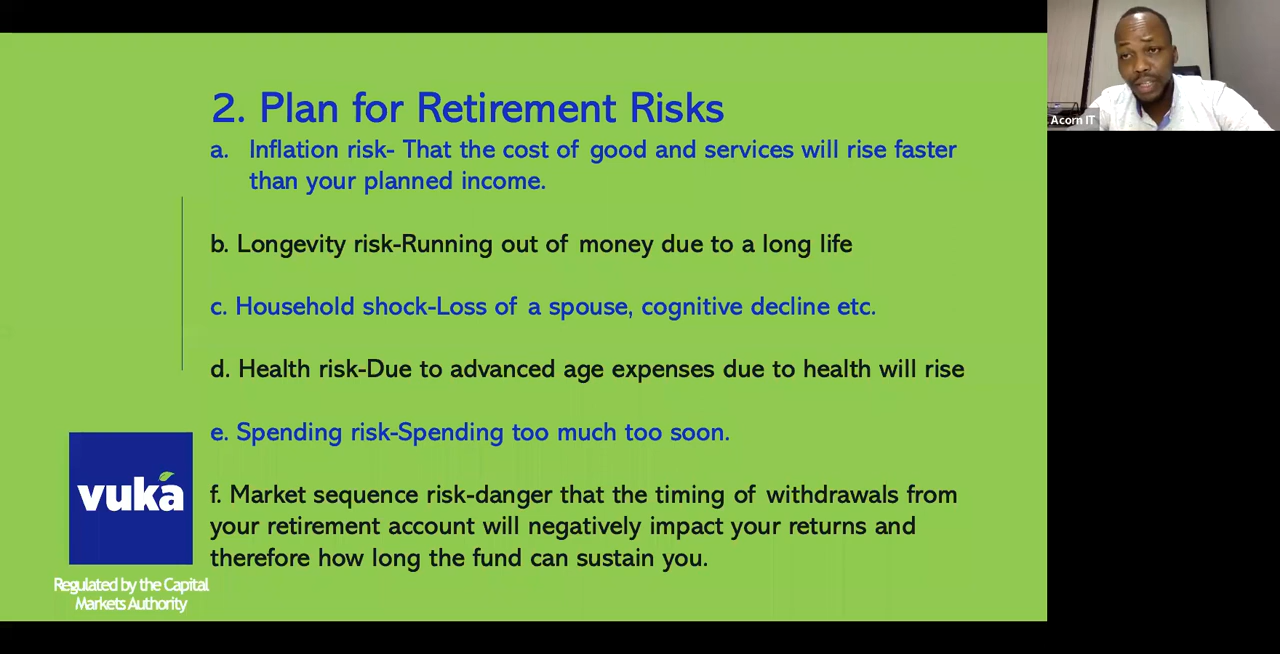 2. Plan for Retirement Risks
a. Inflation risk- That the cost of good and services will rise faster
than your planned income.
b. Longevity risk-Running out of money due to a long life
c. Household shock-Loss of a spouse, cognitive decline etc.
d. Health risk-Due to advanced age expenses due to health will rise
e. Spending risk-Spending too much too soon.
f. Market sequence risk-danger that the timing of withdrawals from
your retirement account will negatively impact your returns and
therefore how long the fund can sustain you.
vuka
Regulated by the Capital
Markets Authority
Acorn IT